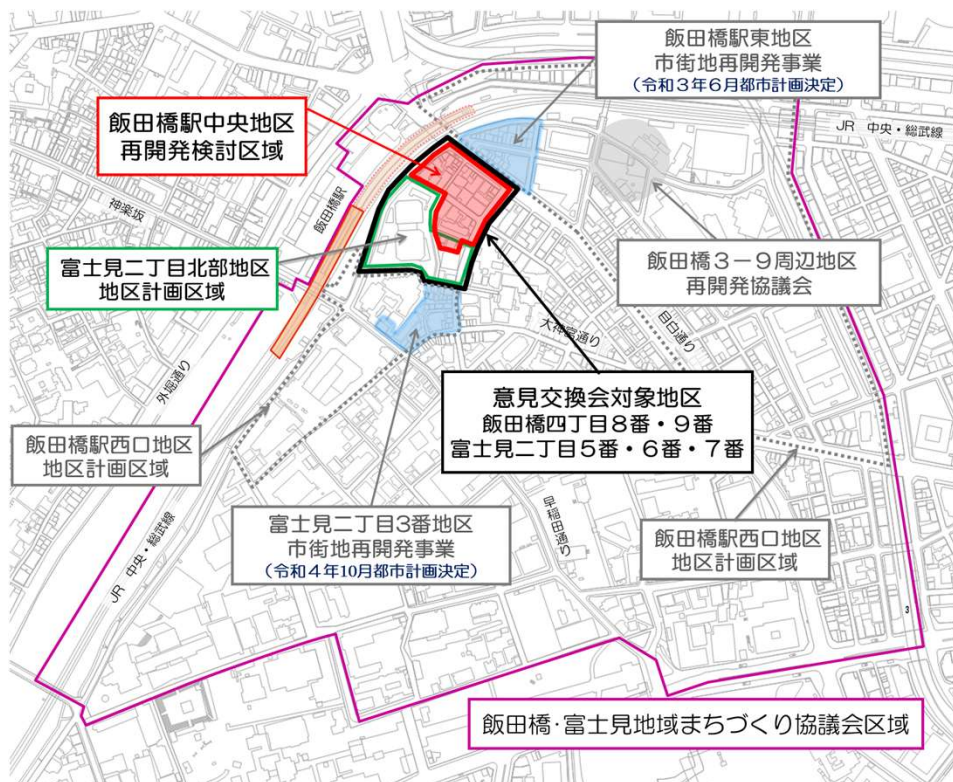 飯田橋駅東地区
市街地再開発事業
（令和３年６月都市計画決定）
飯田橋駅中央地区
再開発検討区域
JR 中央・総武線
飯田橋駅
神楽坂
富士見二丁目北部地区
地区計画区域
飯田橋３－９周辺地区
再開発協議会
目白通り
大神宮通り
外堀通り
意見交換会対象地区
飯田橋四丁目８番・９番
富士見二丁目５番・６番・７番
飯田橋駅西口地区
地区計画区域
富士見二丁目3番地区
市街地再開発事業
（令和４年10月都市計画決定）
早稲田通り
飯田橋駅西口地区
地区計画区域
JR 中央・総武線
3
飯田橋・富士見地域まちづくり協議会区域